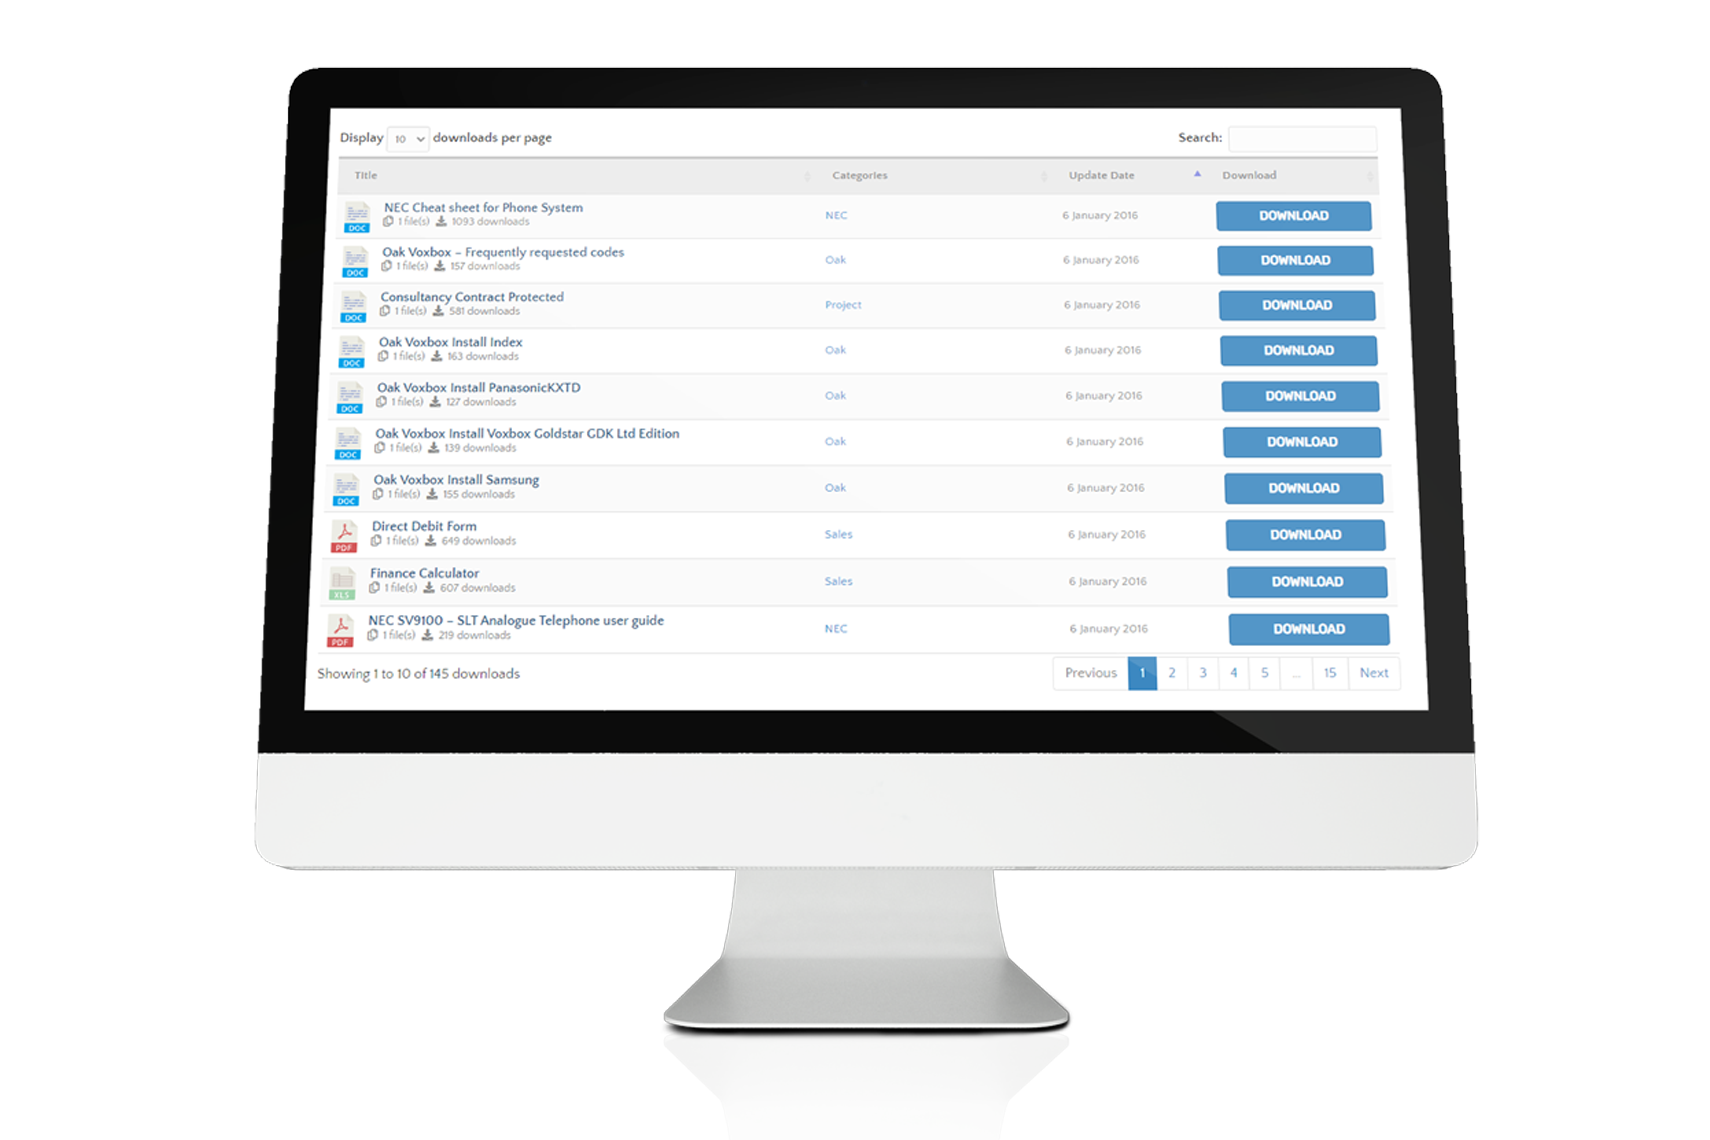 Display 10 downloads per page Search:
Title Categories Update Date Download
NEC Cheat sheet for Phone System
1 file(s) 1093 downloads
DOC
NEC 6 January 2016 DOWNLOAD
Oak Voxbox – Frequently requested codes
1 file(s) 157 downloads
DOC
Oak 6 January 2016 DOWNLOAD
Consultancy Contract Protected
1 file(s) 581 downloads
DOC
Project 6 January 2016 DOWNLOAD
Oak Voxbox Install Index
1 file(s) 163 downloads
DOC
Oak 6 January 2016 DOWNLOAD
Oak Voxbox Install PanasonicKXTD
1 file(s) 127 downloads
DOC
Oak 6 January 2016 DOWNLOAD
Oak Voxbox Install Voxbox Goldstar GDK Ltd Edition
1 file(s) 139 downloads
DOC
Oak 6 January 2016 DOWNLOAD
Oak Voxbox Install Samsung
1 file(s) 155 downloads
DOC
Oak 6 January 2016 DOWNLOAD
Direct Debit Form
1 file(s) 649 downloads
PDF
Sales 6 January 2016 DOWNLOAD
Finance Calculator
1 file(s) 607 downloads
XLS
Sales 6 January 2016 DOWNLOAD
NEC SV9100 – SLT Analogue Telephone user guide
1 file(s) 219 downloads
PDF
NEC 6 January 2016 DOWNLOAD
Showing 1 to 10 of 145 downloads Previous 1 2 3 4 5 ... 15 Next